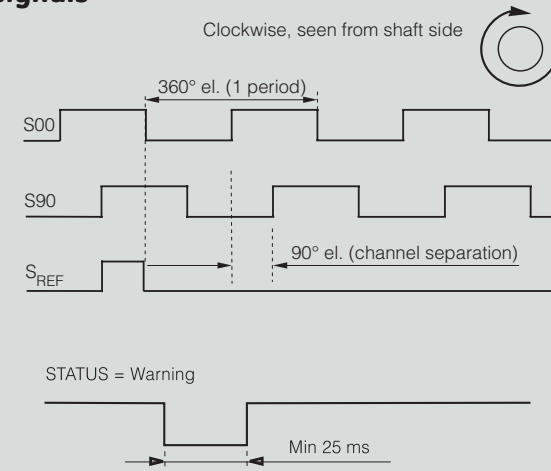 signals
Clockwise, seen from shaft side
360° el. (1 period)
S00
S90
90° el. (channel separation)
SREF
STATUS = Warning
Min 25 ms